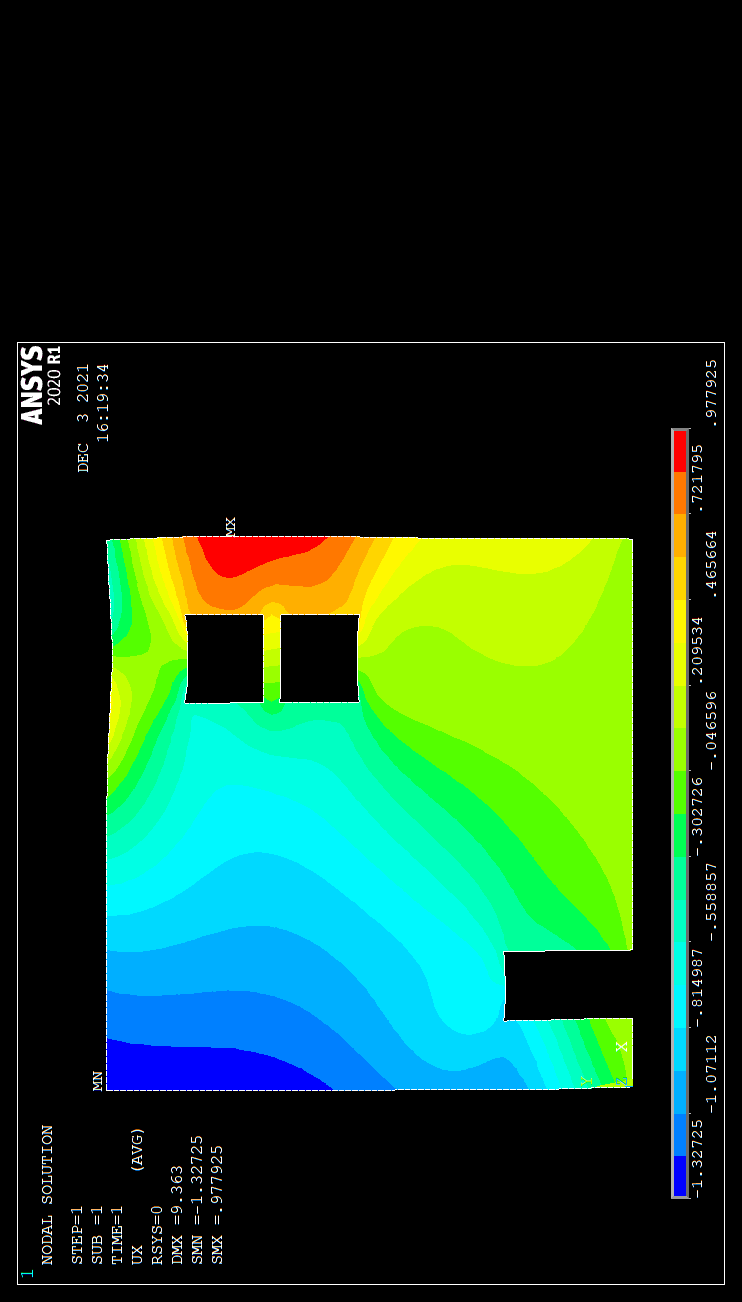 1
NODAL SOLUTION
STEP=1
SUB =1
TIME=1
UX (AVG)
RSYS=0
DMX =9.363
SMN =-1.32725
SMX =.977925
ANSYS
2020 R1
DEC 3 2021
16:19:34
MN
MX
Y
Z X
-1.32725
-1.07112
-.814987
-.558857
-.302726
-.046596
.209534
.465664
.721795
.977925